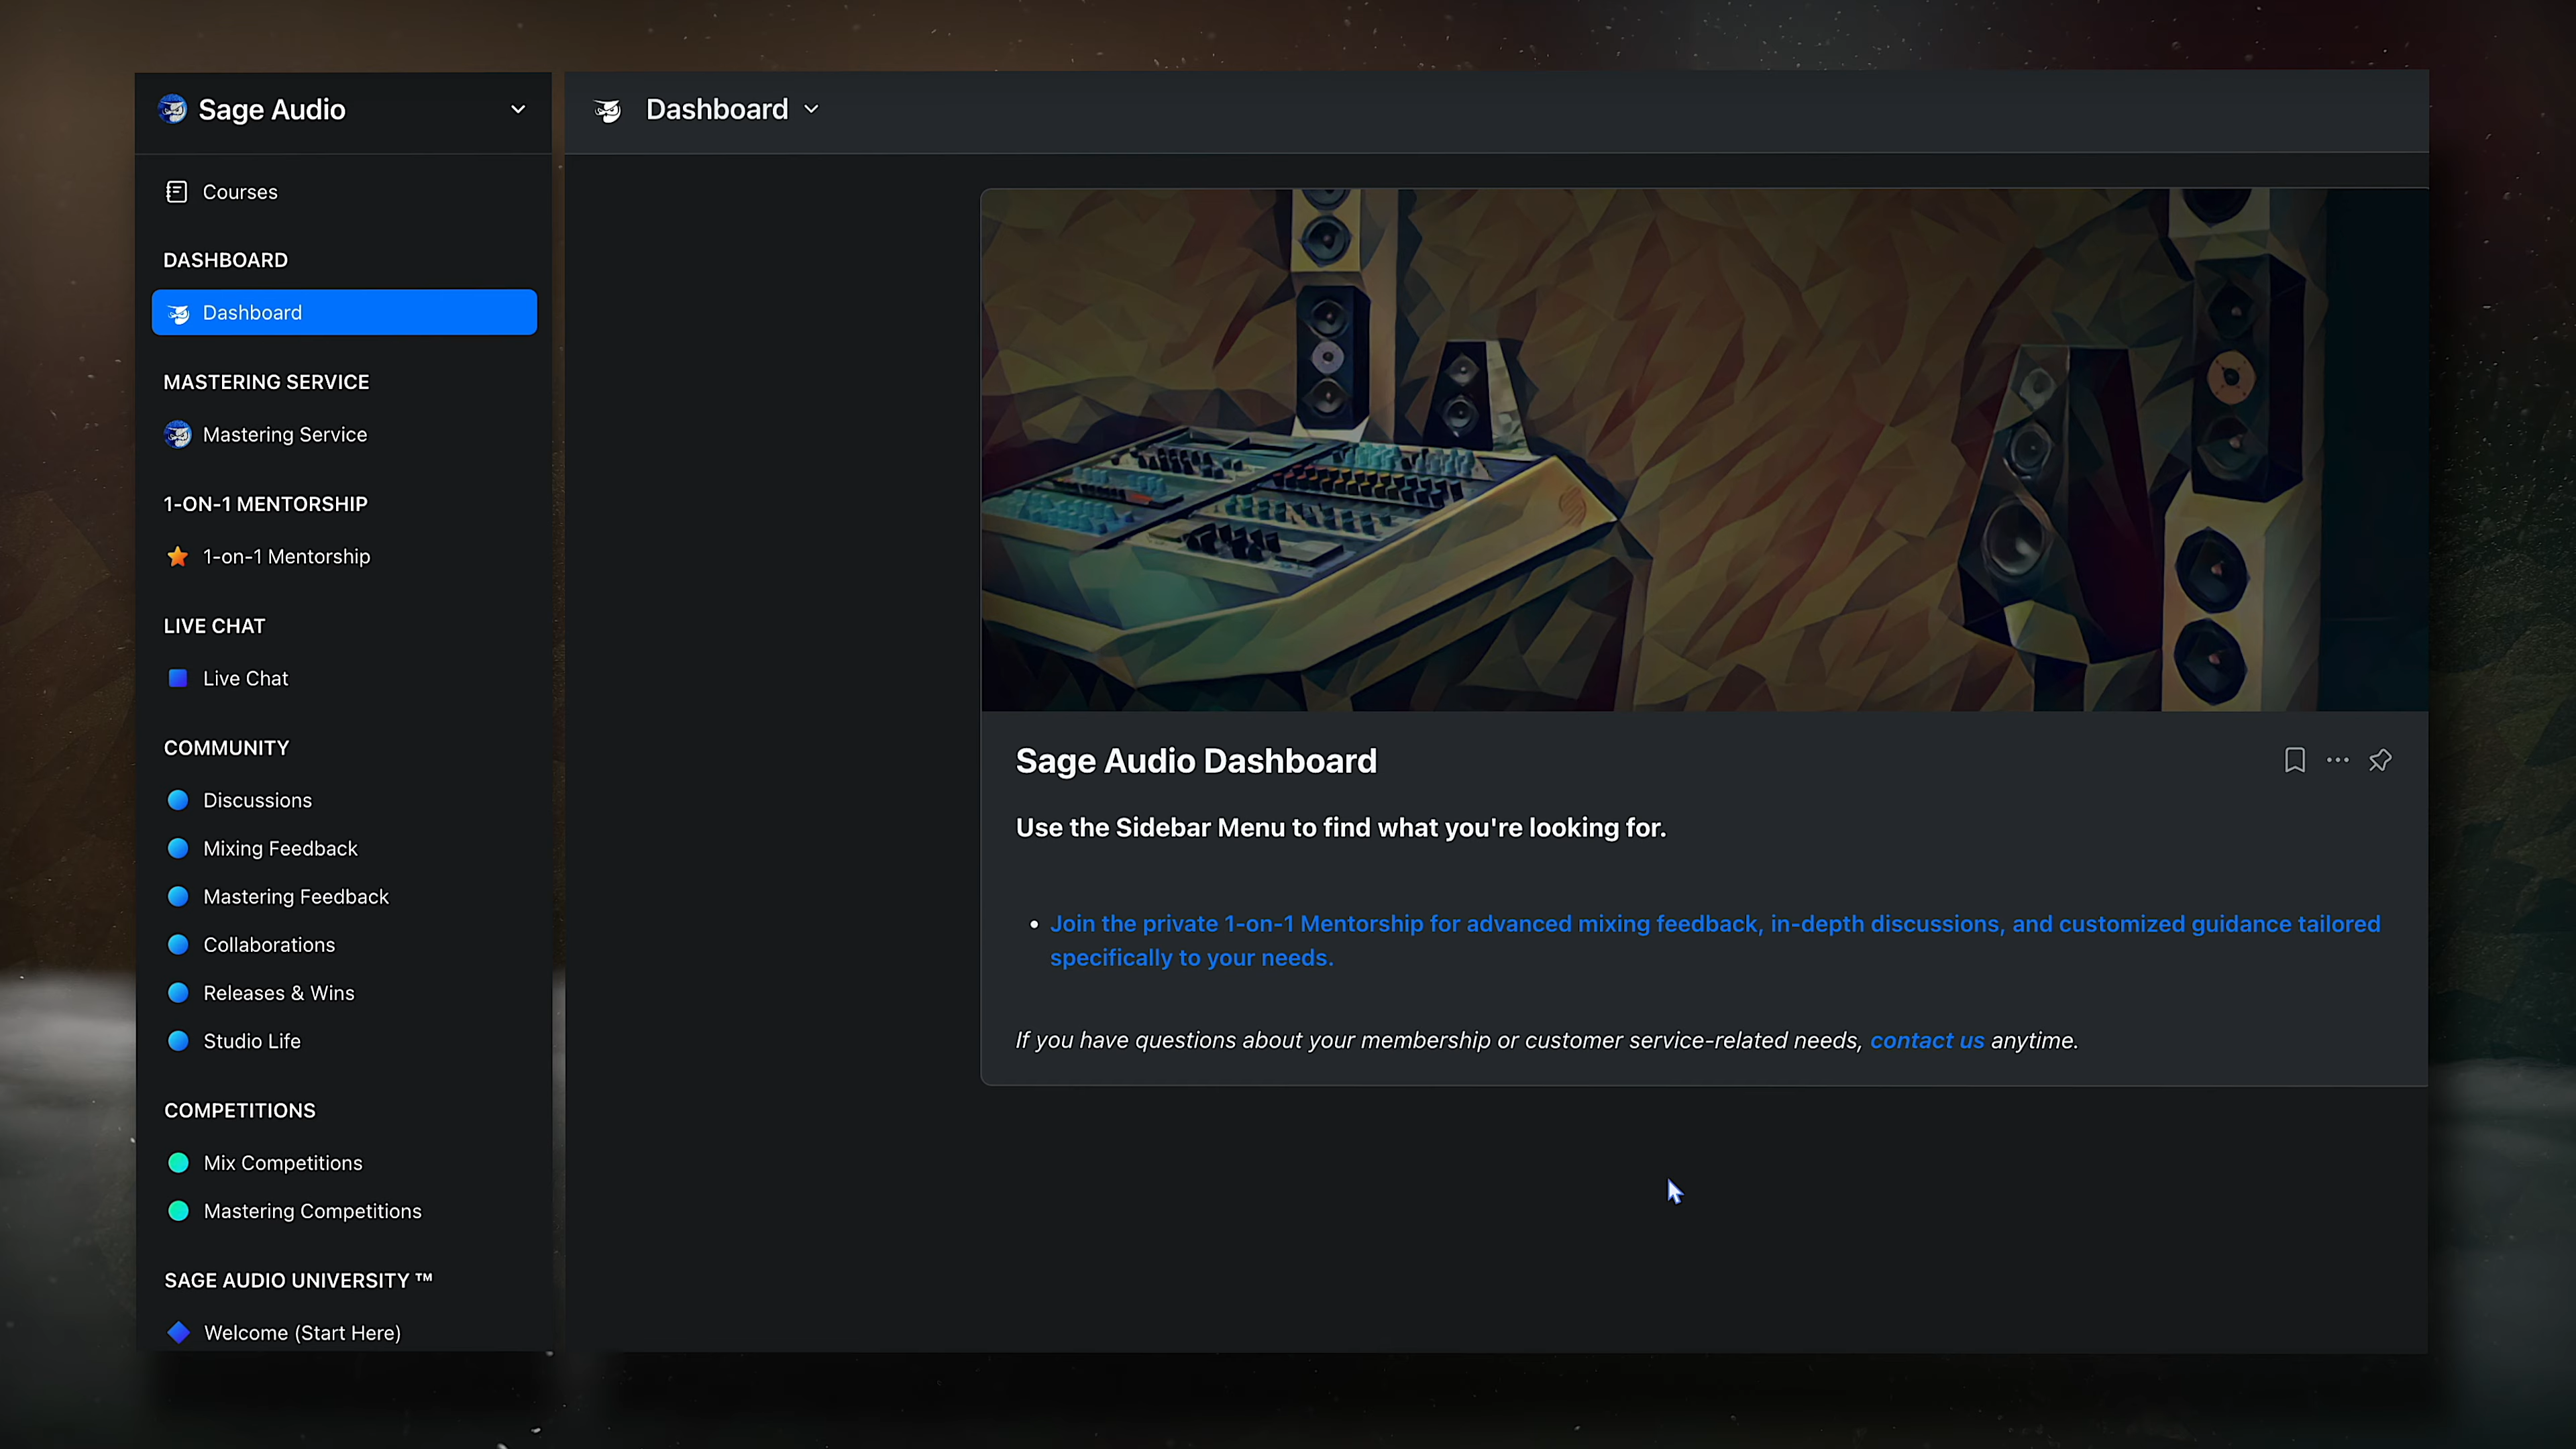 Sage Audio
Courses
DASHBOARD
Dashboard
MASTERING SERVICE
Mastering Service
1-ON-1 MENTORSHIP
1-on-1 Mentorship
LIVE CHAT
Live Chat
COMMUNITY
Discussions
Mixing Feedback
Mastering Feedback
Collaborations
Releases & Wins
Studio Life
COMPETITIONS
Mix Competitions
Mastering Competitions
SAGE AUDIO UNIVERSITY ™
Welcome (Start Here)
Dashboard
Sage Audio Dashboard
Use the Sidebar Menu to find what you're looking for.
• Join the private 1-on-1 Mentorship for advanced mixing feedback, in-depth discussions, and customized guidance tailored
specifically to your needs.
If you have questions about your membership or customer service-related needs, contact us anytime.